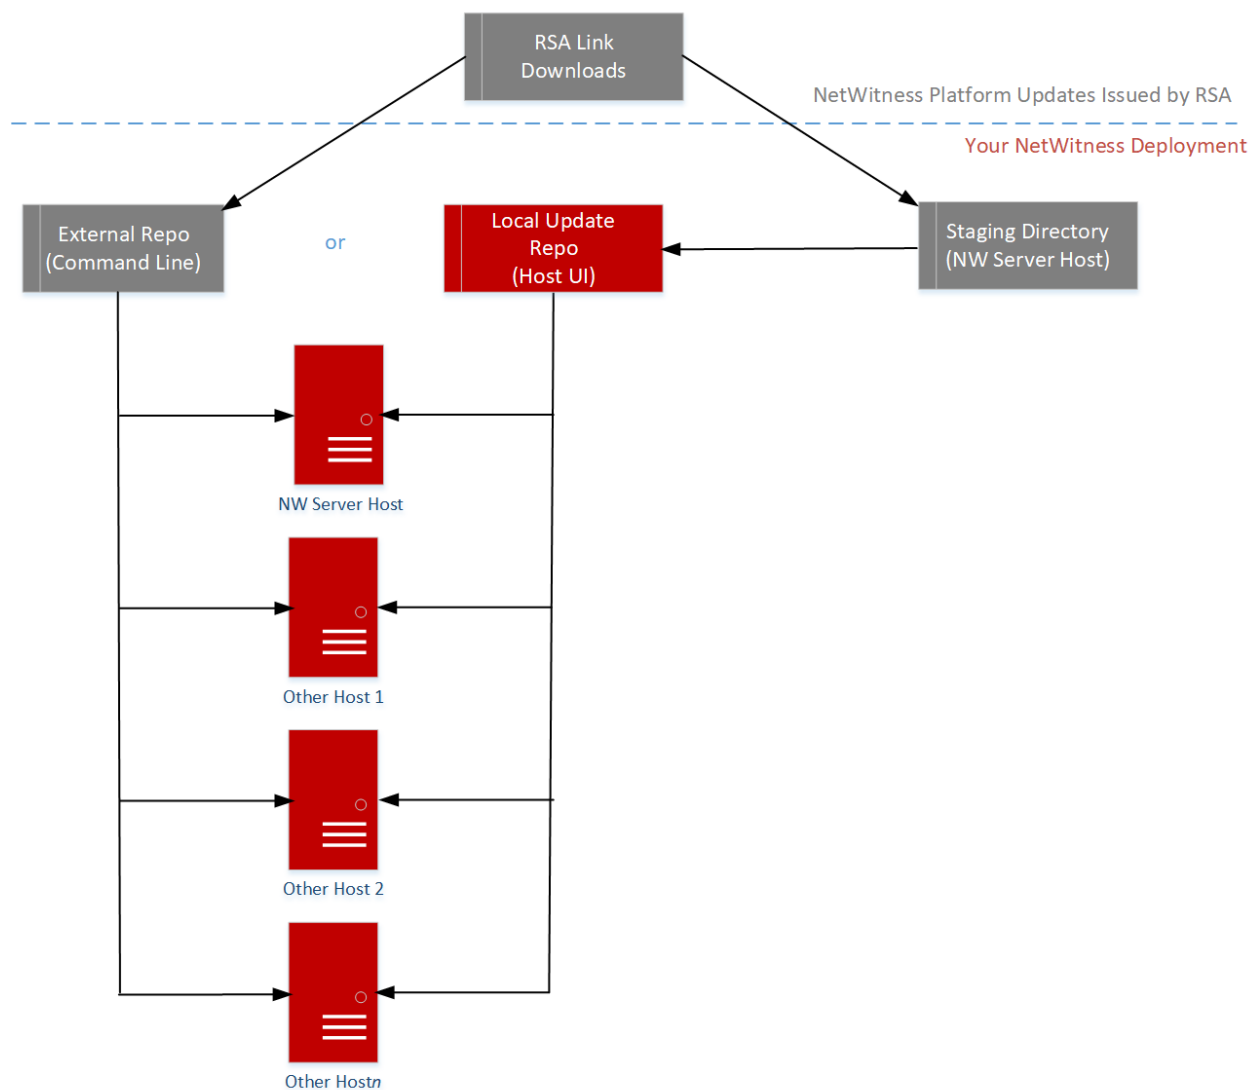 RSA Link
Downloads
NetWitness Platform Updates Issued by RSA
Your NetWitness Deployment
External Repo
(Command Line)
or
Local Update
Repo
(Host UI)
Staging Directory
(NW Server Host)
NW Server Host
Other Host 1
Other Host 2
Other Hostn